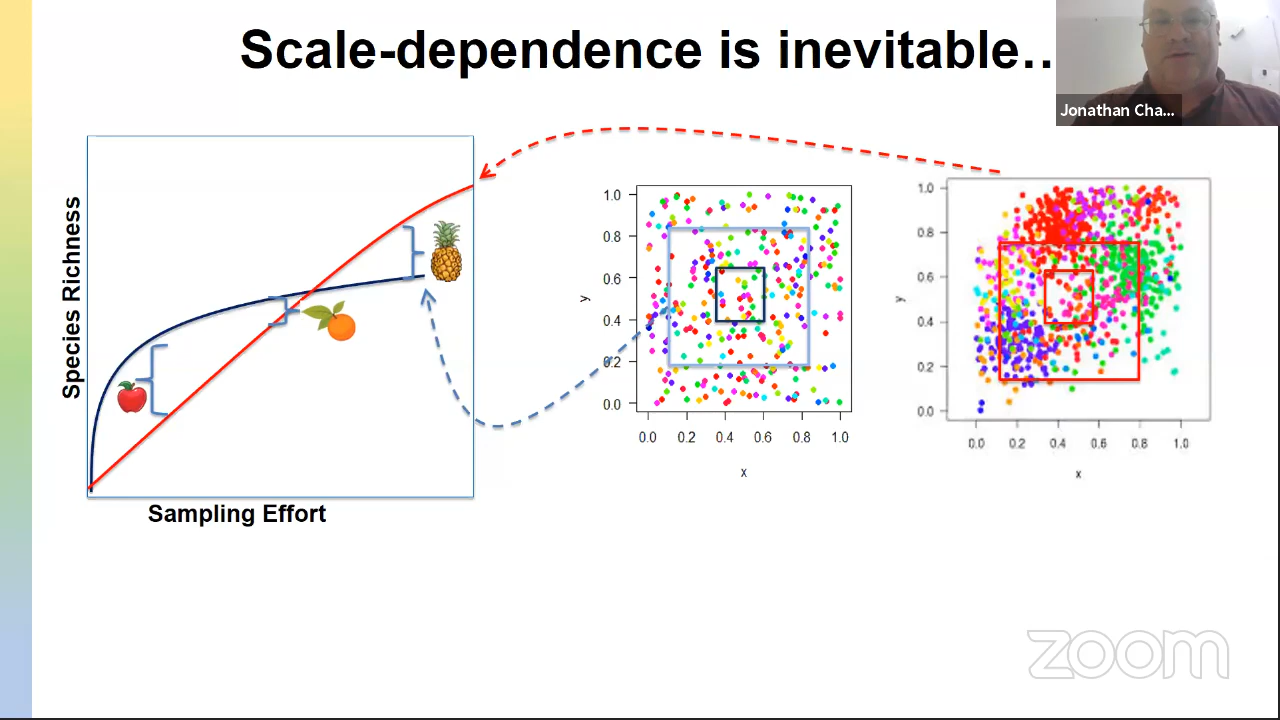 Scale-dependence is inevitable…
Jonathan Cha...
Species Richness
Sampling Effort
1.0
0.8
0.6
0.4
0.2
0.0
y
0.0 0.2 0.4 0.6 0.8 1.0
x
1.0
0.8
0.6
0.4
0.2
0.0
y
0.0 0.2 0.4 0.6 0.8 1.0
x
zoom